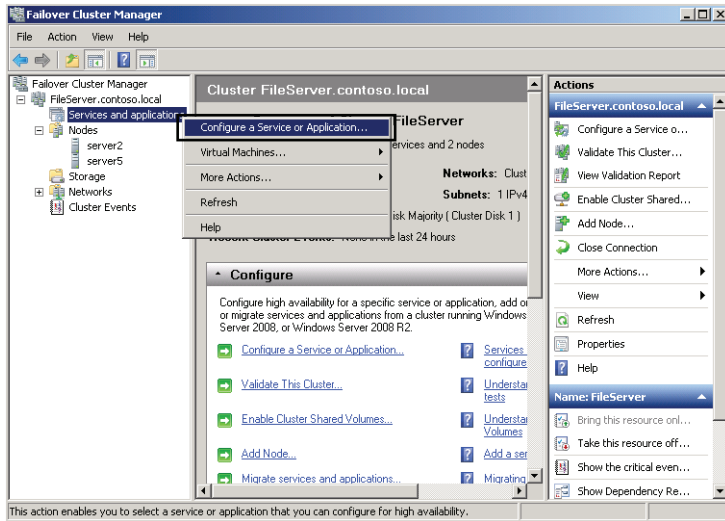 Failover Cluster Manager
File Action View Help
Failover Cluster Manager
FileServer.contoso.local
Services and applications
Nodes
server2
server5
Storage
Networks
Cluster Events
Configure a Service or Application...
Virtual Machines...
More Actions...
Refresh
Help
Cluster FileServer.contoso.local
FileServer
ervices and 2 nodes
Networks: Clust
Subnets: 1 IPv4
isk Majority ( Cluster Disk 1 )
in the last 24 hours
Configure
Configure high availability for a specific service or application, add on
or migrate services and applications from a cluster running Windows
Server 2008, or Windows Server 2008 R2.
Configure a Service or Application...
Services
configure
Validate This Cluster...
Understar
tests
Enable Cluster Shared Volumes...
Understar
Volumes
Add Node...
Add a ser
Migrate services and applications...
Migrating
Actions
FileServer.contoso.local
Configure a Service o...
Validate This Cluster...
View Validation Report
Enable Cluster Shared...
Add Node...
Close Connection
More Actions...
View
Refresh
Properties
Help
Name: FileServer
Bring this resource onl...
Take this resource off...
Show the critical even...
Show Dependency Re...
This action enables you to select a service or application that you can configure for high availability.